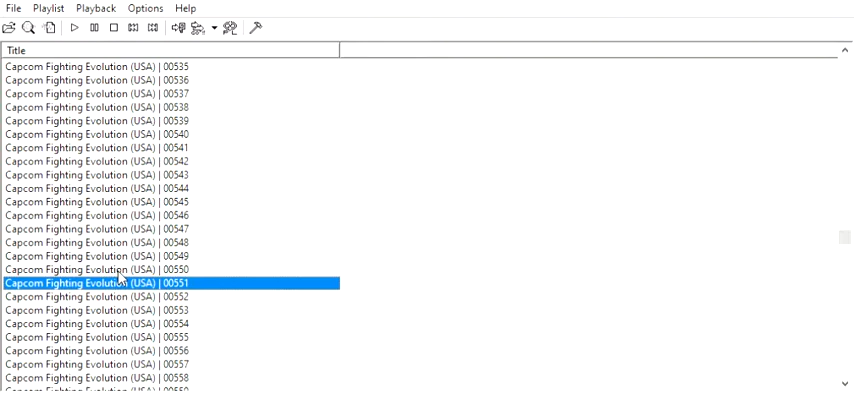 File Playlist Playback Options Help
Title
Capcom Fighting Evolution (USA) | 00535
Capcom Fighting Evolution (USA) | 00536
Capcom Fighting Evolution (USA) | 00537
Capcom Fighting Evolution (USA) | 00538
Capcom Fighting Evolution (USA) | 00539
Capcom Fighting Evolution (USA) | 00540
Capcom Fighting Evolution (USA) | 00541
Capcom Fighting Evolution (USA) | 00542
Capcom Fighting Evolution (USA) | 00543
Capcom Fighting Evolution (USA) | 00544
Capcom Fighting Evolution (USA) | 00545
Capcom Fighting Evolution (USA) | 00546
Capcom Fighting Evolution (USA) | 00547
Capcom Fighting Evolution (USA) | 00548
Capcom Fighting Evolution (USA) | 00549
Capcom Fighting Evolution (USA) | 00550
Capcom Fighting Evolution (USA) | 00551
Capcom Fighting Evolution (USA) | 00552
Capcom Fighting Evolution (USA) | 00553
Capcom Fighting Evolution (USA) | 00554
Capcom Fighting Evolution (USA) | 00555
Capcom Fighting Evolution (USA) | 00556
Capcom Fighting Evolution (USA) | 00557
Capcom Fighting Evolution (USA) | 00558